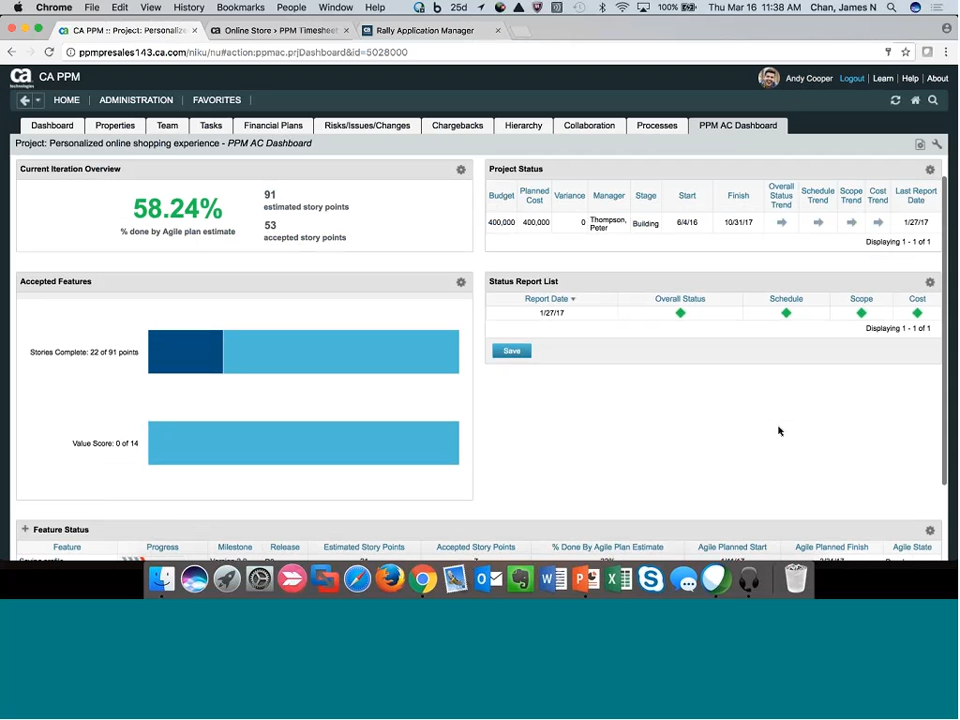 Chrome File Edit View History Bookmarks People Window Help 25d 100% Thu Mar 16 11:38 AM Chan, James N
CA PPM :: Project: Personaliz × Online Store > PPM Timesheet × Rally Application Manager ×
ppmpresales143.ca.com/niku/nu#action:ppmac.prjDashboard&id=5028000
ca technologies CA PPM Andy Cooper Logout Learn Help About
HOME ADMINISTRATION FAVORITES
Dashboard Properties Team Tasks Financial Plans Risks/Issues/Changes Chargebacks Hierarchy Collaboration Processes PPM AC Dashboard
Project: Personalized online shopping experience - PPM AC Dashboard
Current Iteration Overview
58.24%
% done by Agile plan estimate
91
estimated story points
53
accepted story points
Project Status
Budget Planned Cost Variance Manager Stage Start Finish Overall Status Trend Schedule Trend Scope Trend Cost Trend Last Report Date
400,000 400,000 0 Thompson, Peter Building 6/4/16 10/31/17 1/27/17
Displaying 1 - 1 of 1
Accepted Features
Stories Complete: 22 of 91 points
Value Score: 0 of 14
Status Report List
Report Date Overall Status Schedule Scope Cost
1/27/17
Displaying 1 - 1 of 1
Save
Feature Status
Feature Progress Milestone Release Estimated Story Points Accepted Story Points % Done By Agile Plan Estimate Agile Planned Start Agile Planned Finish Agile State